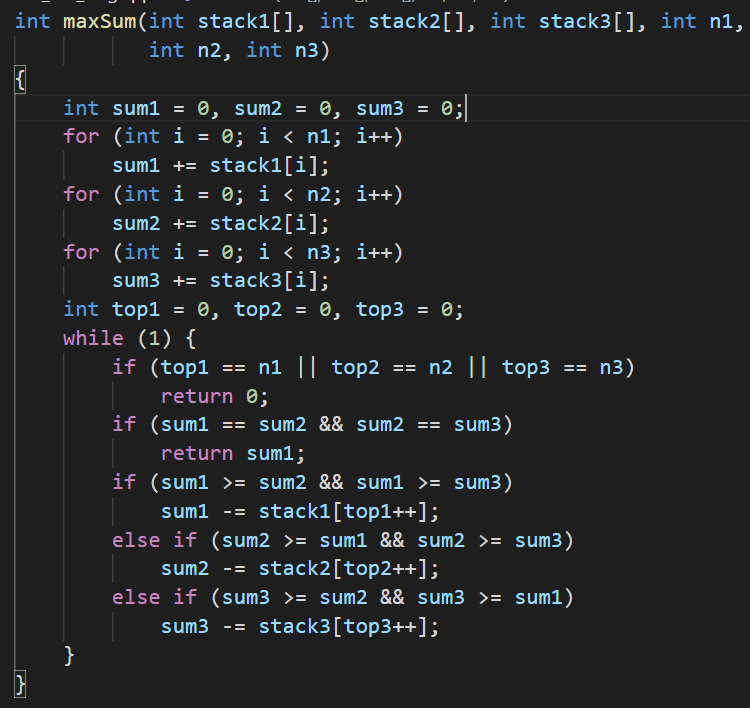 int maxSum(int stack1[], int stack2[], int stack3[], int n1,
           int n2, int n3)
{
    int sum1 = 0, sum2 = 0, sum3 = 0;
    for (int i = 0; i < n1; i++)
        sum1 += stack1[i];
    for (int i = 0; i < n2; i++)
        sum2 += stack2[i];
    for (int i = 0; i < n3; i++)
        sum3 += stack3[i];
    int top1 = 0, top2 = 0, top3 = 0;
    while (1) {
        if (top1 == n1 || top2 == n2 || top3 == n3)
            return 0;
        if (sum1 == sum2 && sum2 == sum3)
            return sum1;
        if (sum1 >= sum2 && sum1 >= sum3)
            sum1 -= stack1[top1++];
        else if (sum2 >= sum1 && sum2 >= sum3)
            sum2 -= stack2[top2++];
        else if (sum3 >= sum2 && sum3 >= sum1)
            sum3 -= stack3[top3++];
    }
}